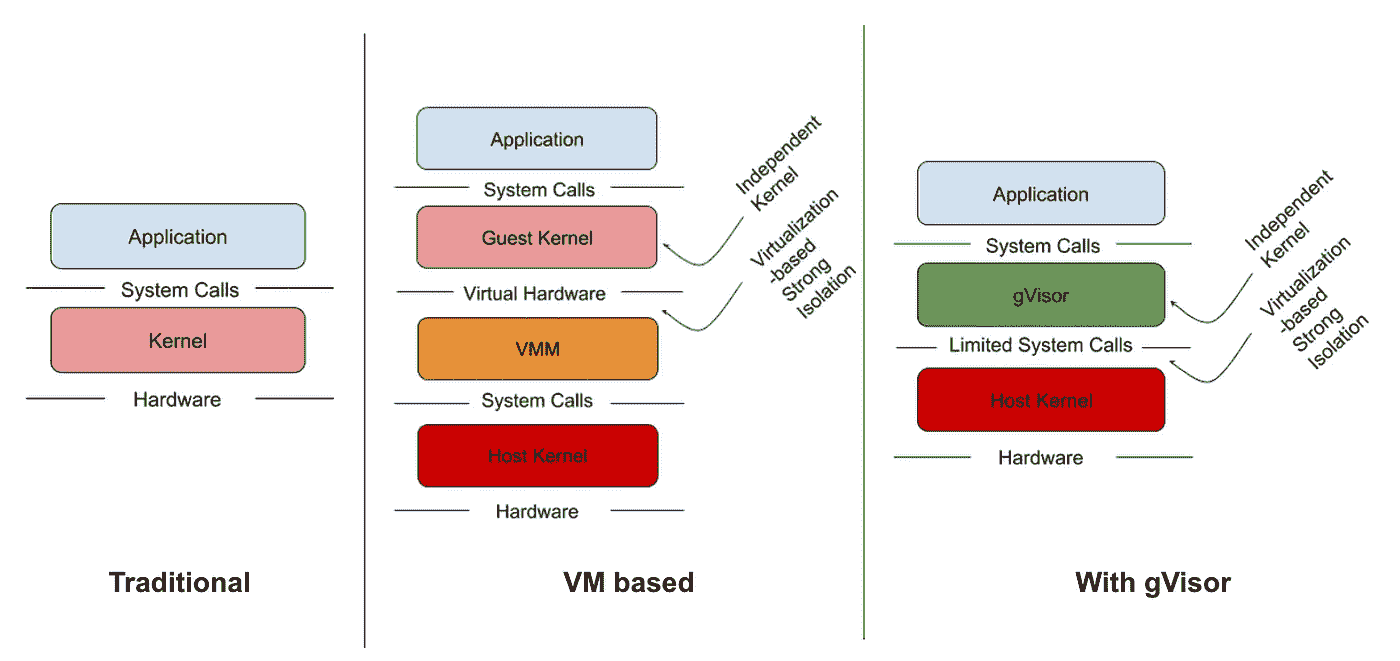 Application
System Calls
Kernel
Hardware
Traditional
Application
System Calls
Guest Kernel
Virtual Hardware
VMM
System Calls
Host Kernel
Hardware
Independent
Kernel
Virtualization
-based
Strong
Isolation
VM based
Application
System Calls
gVisor
Limited System Calls
Host Kernel
Hardware
Independent
Kernel
Virtualization
-based
Strong
Isolation
With gVisor